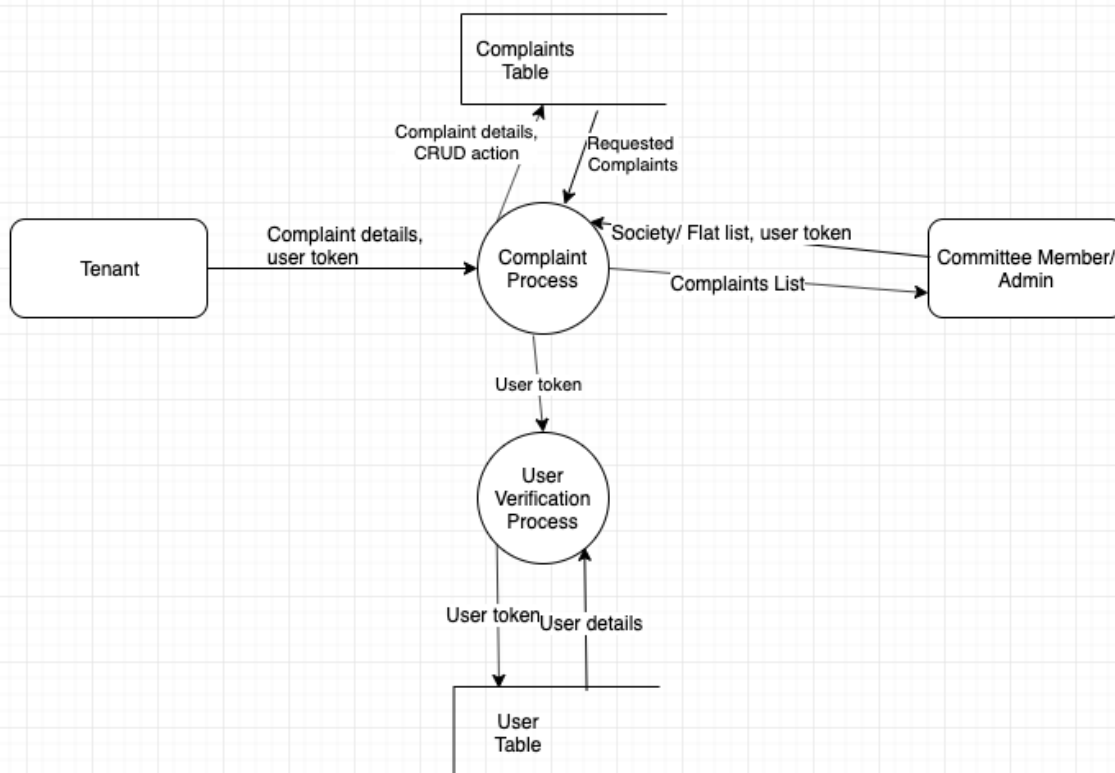 Complaints
Table
Complaint details,
CRUD action
Requested
Complaints
Tenant
Complaint details,
user token
Complaint
Process
Society/ Flat list, user token
Complaints List
Committee Member/
Admin
User token
User
Verification
Process
User token
User details
User
Table